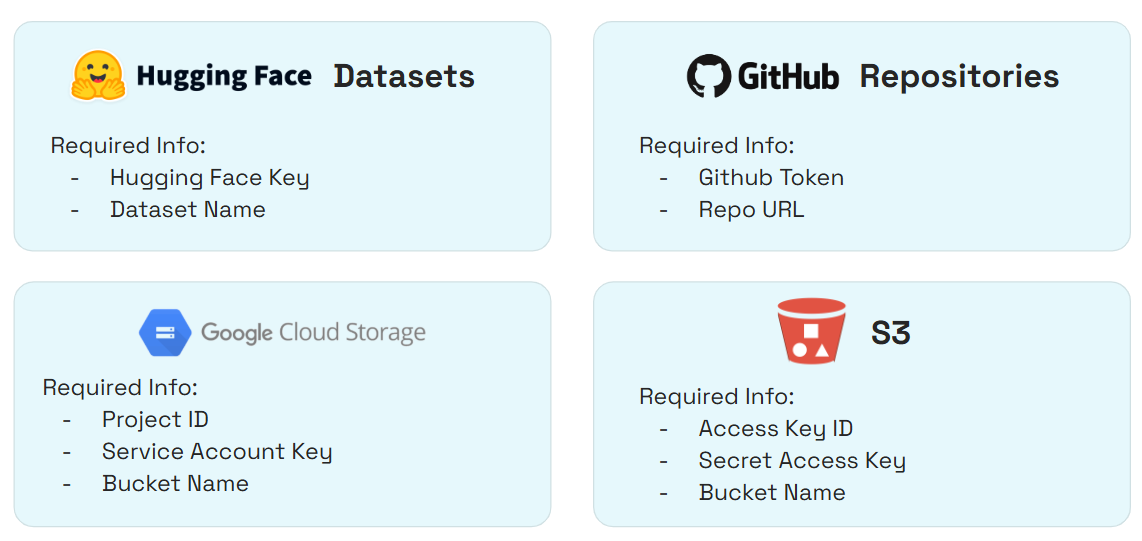 Hugging Face Datasets
Required Info:
- Hugging Face Key
- Dataset Name
GitHub Repositories
Required Info:
- Github Token
- Repo URL
Google Cloud Storage
Required Info:
- Project ID
- Service Account Key
- Bucket Name
S3
Required Info:
- Access Key ID
- Secret Access Key
- Bucket Name